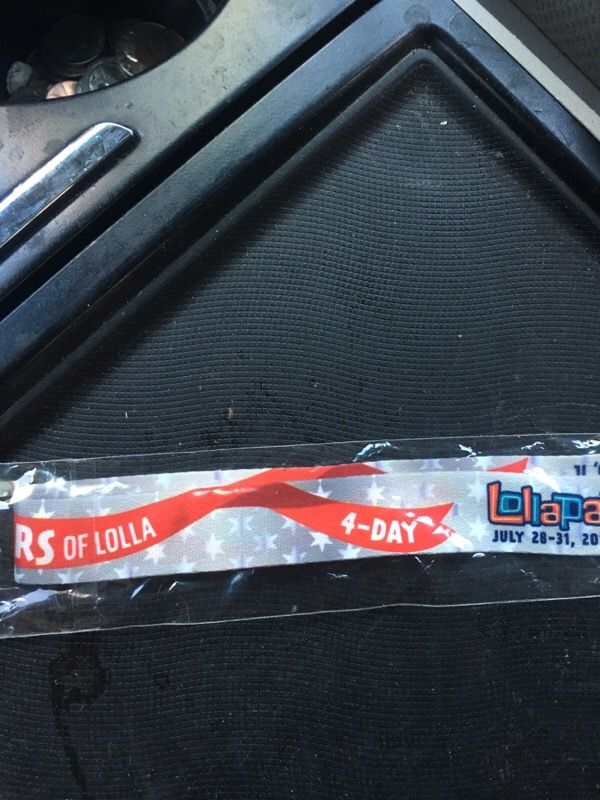 RS OF LOLLA
4-DAY
Lollapa
JULY 28-31, 20